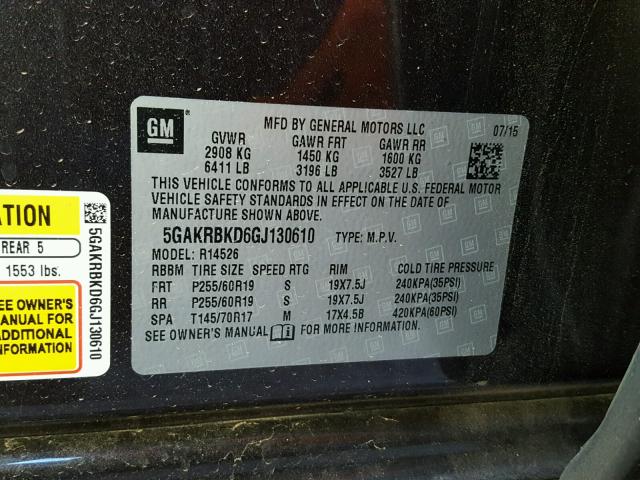 GM ®
MFD BY GENERAL MOTORS LLC 07/15
GVWR GAWR FRT GAWR RR
2908 KG 1450 KG 1600 KG
6411 LB 3196 LB 3527 LB
THIS VEHICLE CONFORMS TO ALL APPLICABLE U.S. FEDERAL MOTOR
VEHICLE SAFETY STANDARDS IN EFFECT ON THE DATE OF
MANUFACTURE SHOWN ABOVE.
5GAKRBKD6GJ130610 TYPE: M.P.V.
MODEL: R14526
RBBM TIRE SIZE SPEED RTG RIM COLD TIRE PRESSURE
FRT P255/60R19 S 19X7.5J 240KPA(35PSI)
RR P255/60R19 S 19X7.5J 240KPA(35PSI)
SPA T145/70R17 M 17X4.5B 420KPA(60PSI)
SEE OWNER'S MANUAL FOR MORE INFORMATION
ATION
REAR 5
1553 lbs.
SEE OWNER'S
MANUAL FOR
ADDITIONAL
INFORMATION
5GAKRBKD6GJ130610